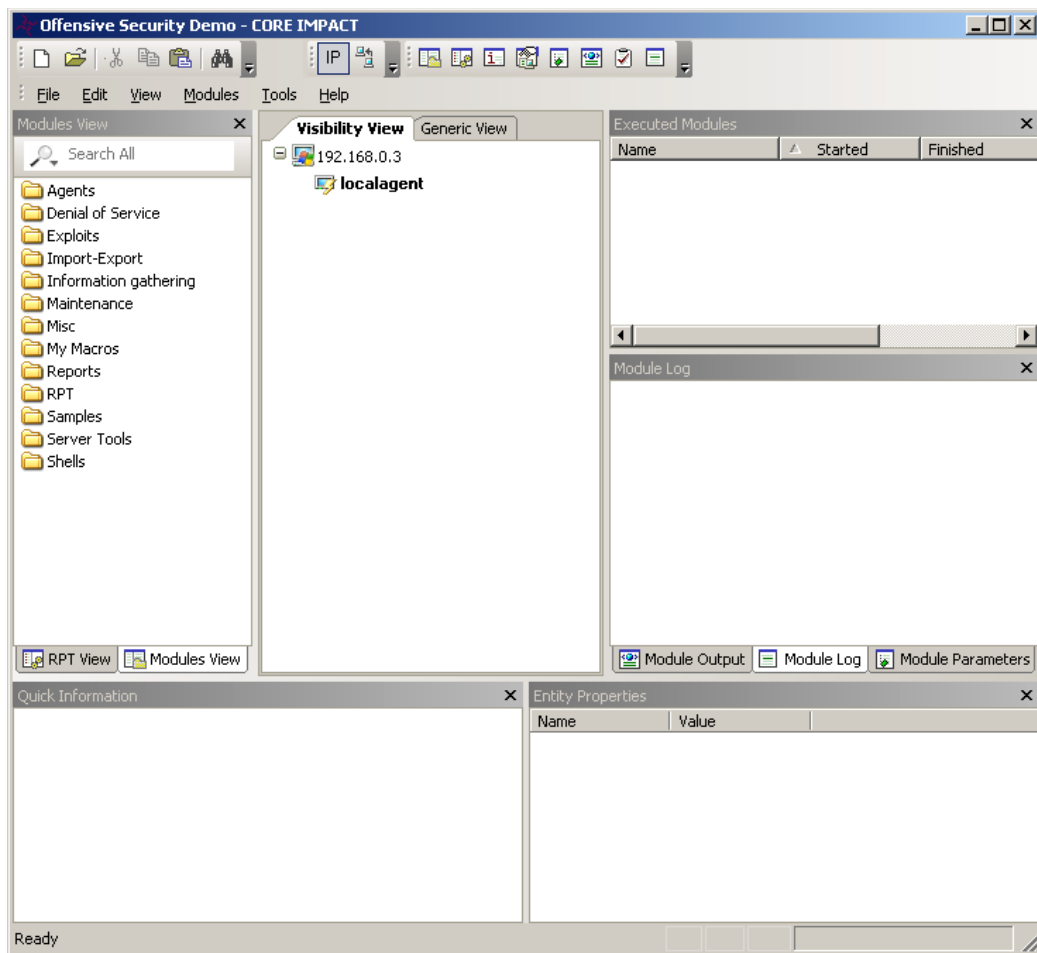 Offensive Security Demo - CORE IMPACT
IP
File Edit View Modules Tools Help
Modules View
Search All
Agents
Denial of Service
Exploits
Import-Export
Information gathering
Maintenance
Misc
My Macros
Reports
RPT
Samples
Server Tools
Shells
RPT View Modules View
Visibility View Generic View
192.168.0.3
localagent
Executed Modules
Name Started Finished
Module Log
Module Output Module Log Module Parameters
Quick Information
Entity Properties
Name Value
Ready